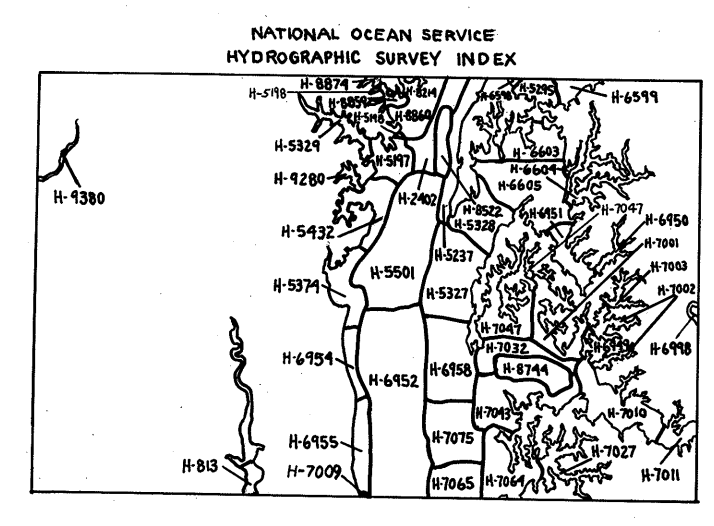 NATIONAL OCEAN SERVICE
HYDROGRAPHIC SURVEY INDEX
H-8874
H-5198
H-8859
H-8214
H-5295
H-6599
H-8860
H-5329
H-5197
H-6603
H-9280
H-6604
H-6605
H-9380
H-2402
H-8522
H-6951
H-7047
H-6950
H-5328
H-5432
H-7001
H-5237
H-7003
H-5501
H-5374
H-5327
H-7002
H-7047
H-7032
H-6998
H-6954
H-6952
H-6958
H-8744
H-7043
H-7010
H-6955
H-7075
H-7027
H-813
H-7009
H-7065
H-7064
H-7011